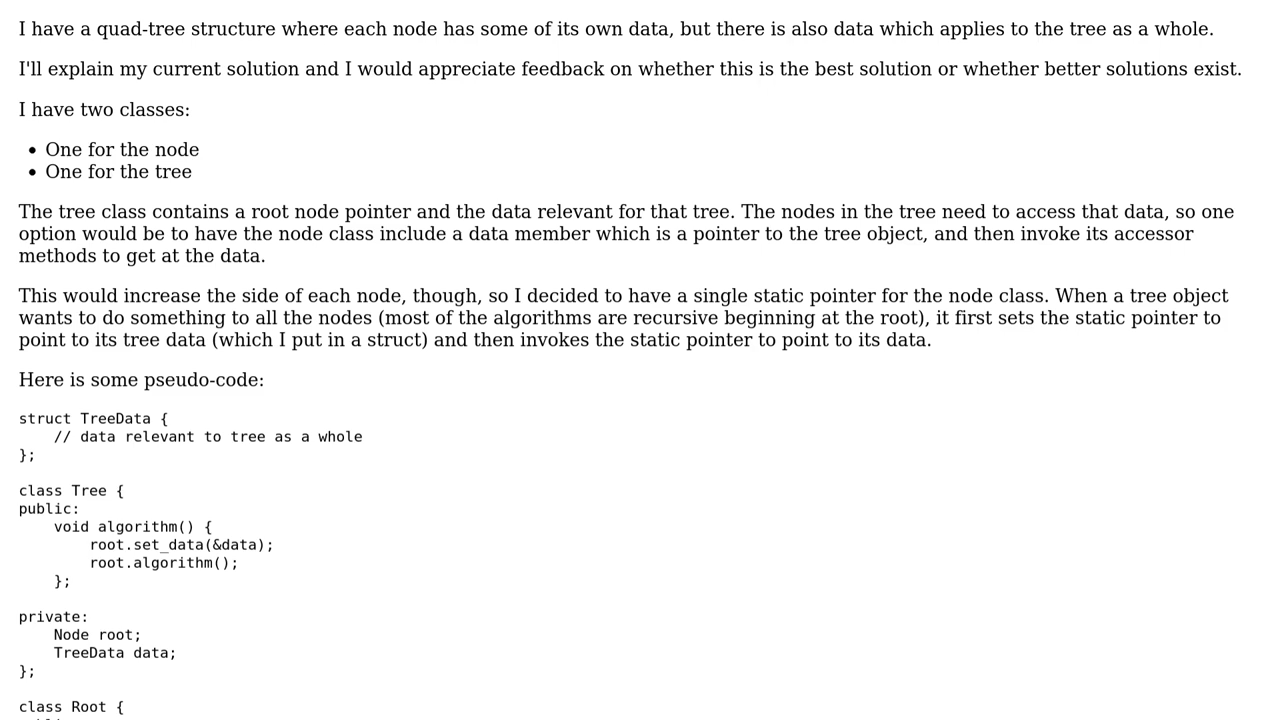 I have a quad-tree structure where each node has some of its own data, but there is also data which applies to the tree as a whole.
I'll explain my current solution and I would appreciate feedback on whether this is the best solution or whether better solutions exist.
I have two classes:
• One for the node
• One for the tree
The tree class contains a root node pointer and the data relevant for that tree. The nodes in the tree need to access that data, so one
option would be to have the node class include a data member which is a pointer to the tree object, and then invoke its accessor
methods to get at the data.
This would increase the side of each node, though, so I decided to have a single static pointer for the node class. When a tree object
wants to do something to all the nodes (most of the algorithms are recursive beginning at the root), it first sets the static pointer to
point to its tree data (which I put in a struct) and then invokes the static pointer to point to its data.
Here is some pseudo-code:
struct TreeData {
    // data relevant to tree as a whole
};
class Tree {
public:
    void algorithm() {
        root.set_data(&data);
        root.algorithm();
    };
private:
    Node root;
    TreeData data;
};
class Root {